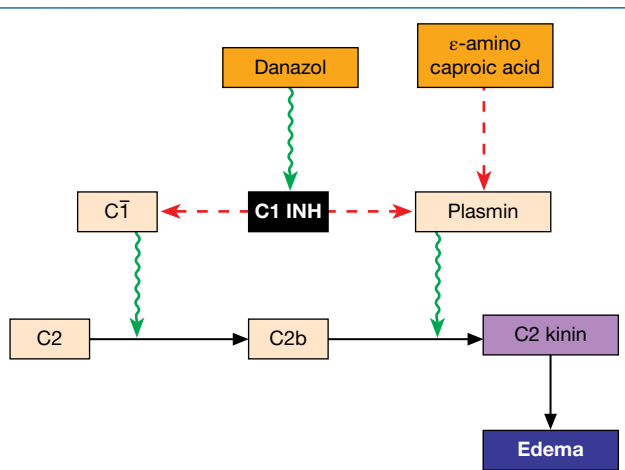 Danazol
ε-amino
caproic acid
C1̅
C1 INH
Plasmin
C2
C2b
C2 kinin
Edema